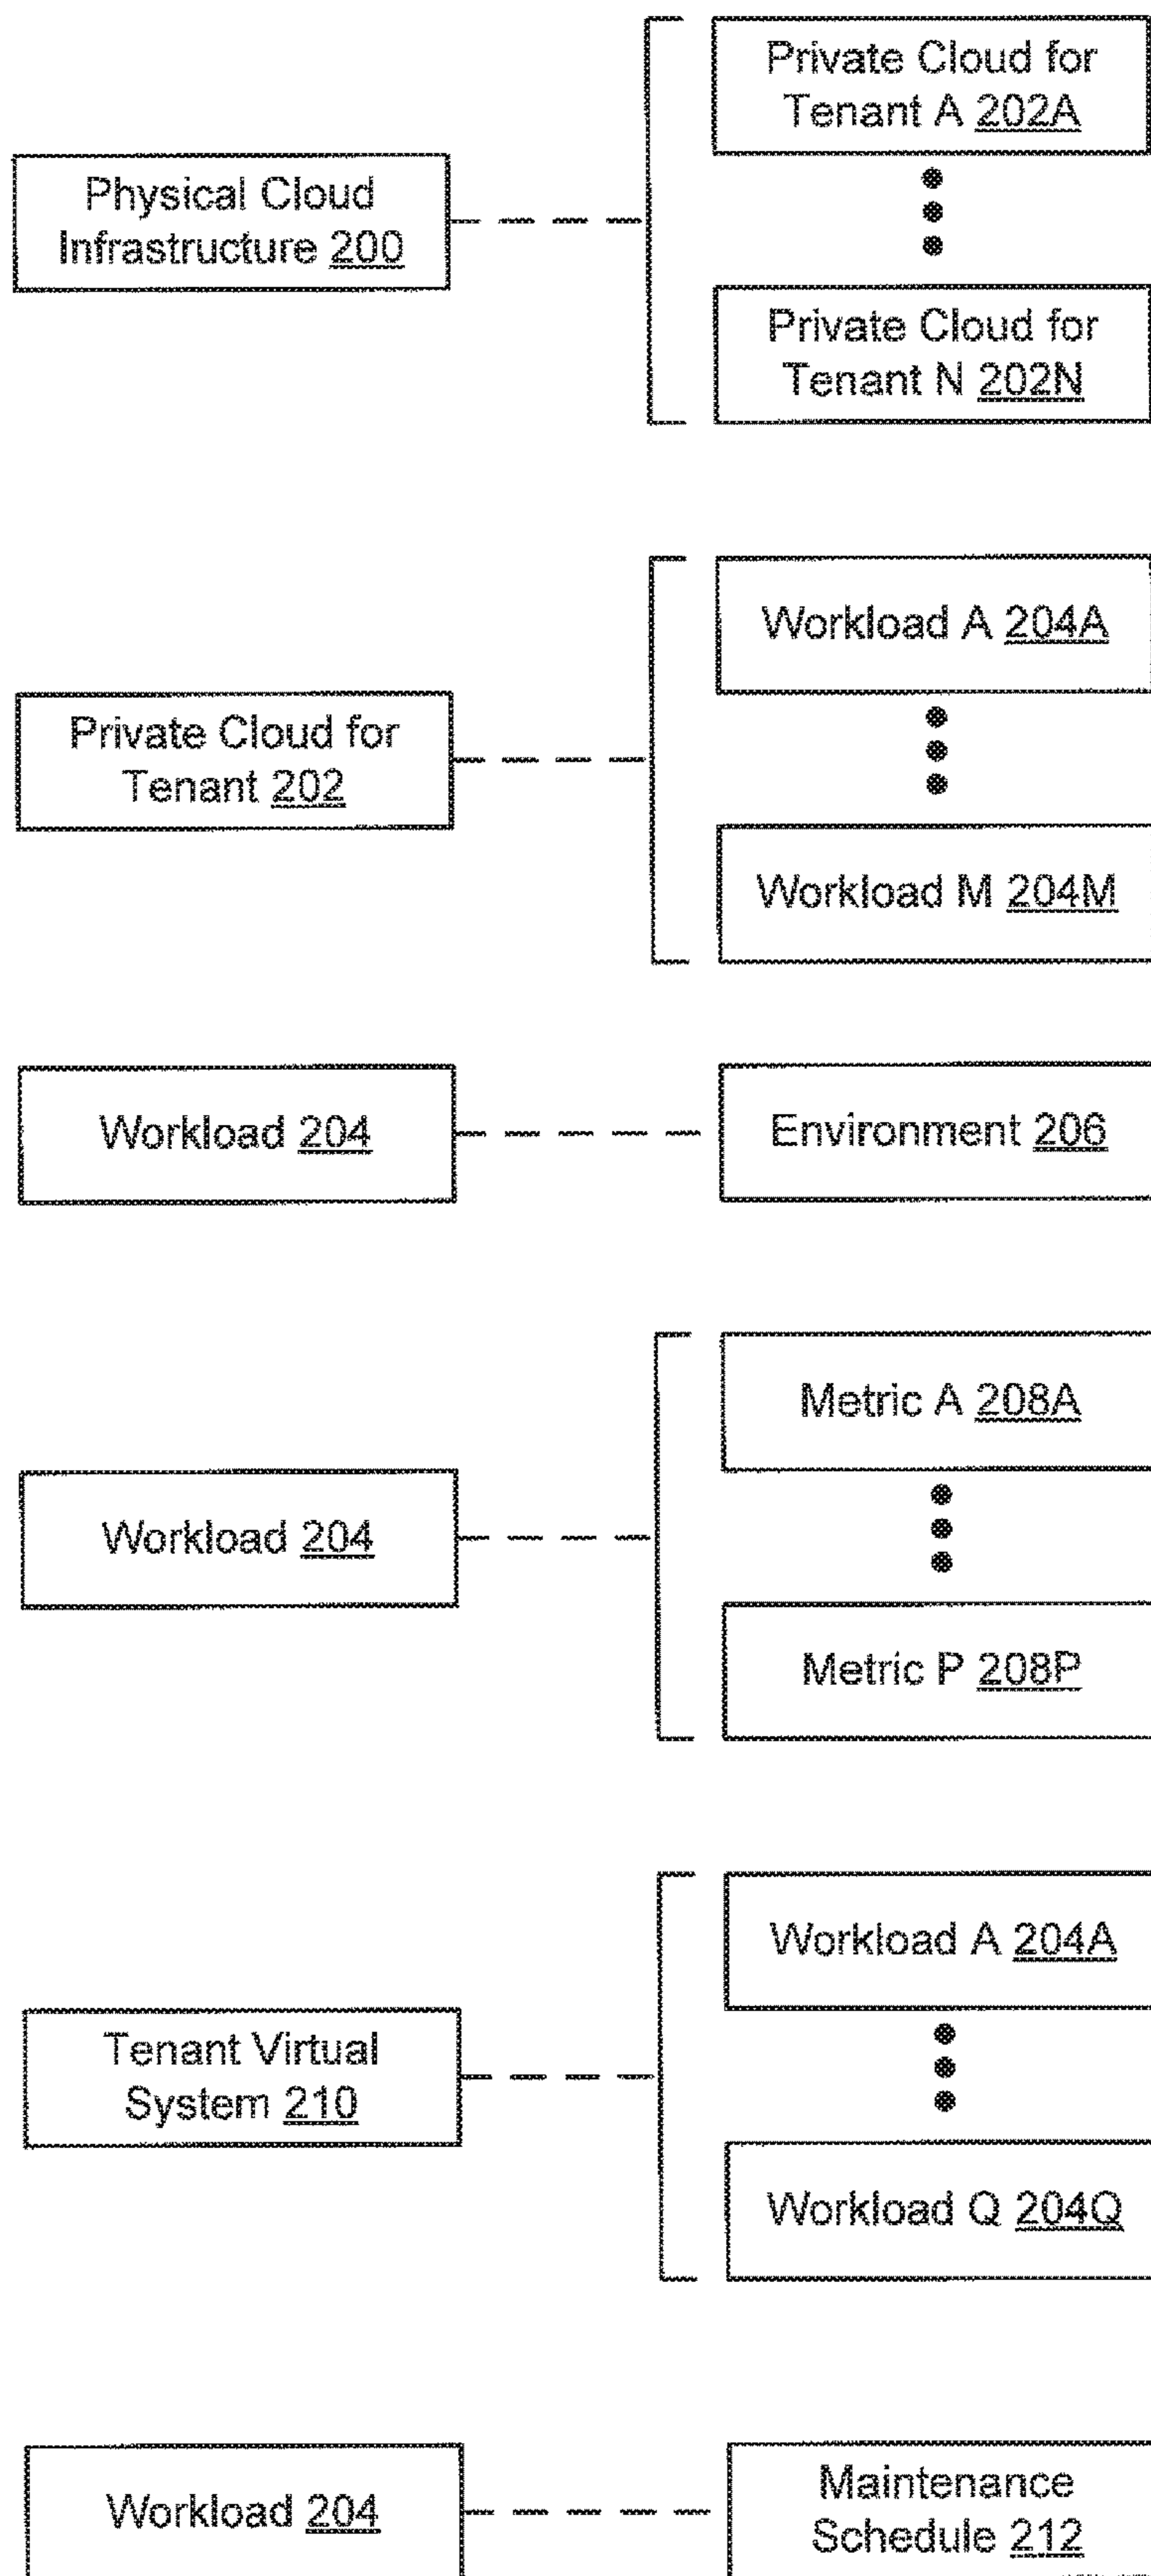 Private Cloud for
Tenant A 202A
Physical Cloud
Infrastructure 200
Private Cloud for
Tenant N 202N
Workload A 204A
Private Cloud for
Tenant 202
Workload M 204M
Workload 204
Environment 206
Metric A 208A
Workload 204
Metric P 208P
Workload A 204A
Tenant Virtual
System 210
Workload Q 204Q
Workload 204
Maintenance
Schedule 212